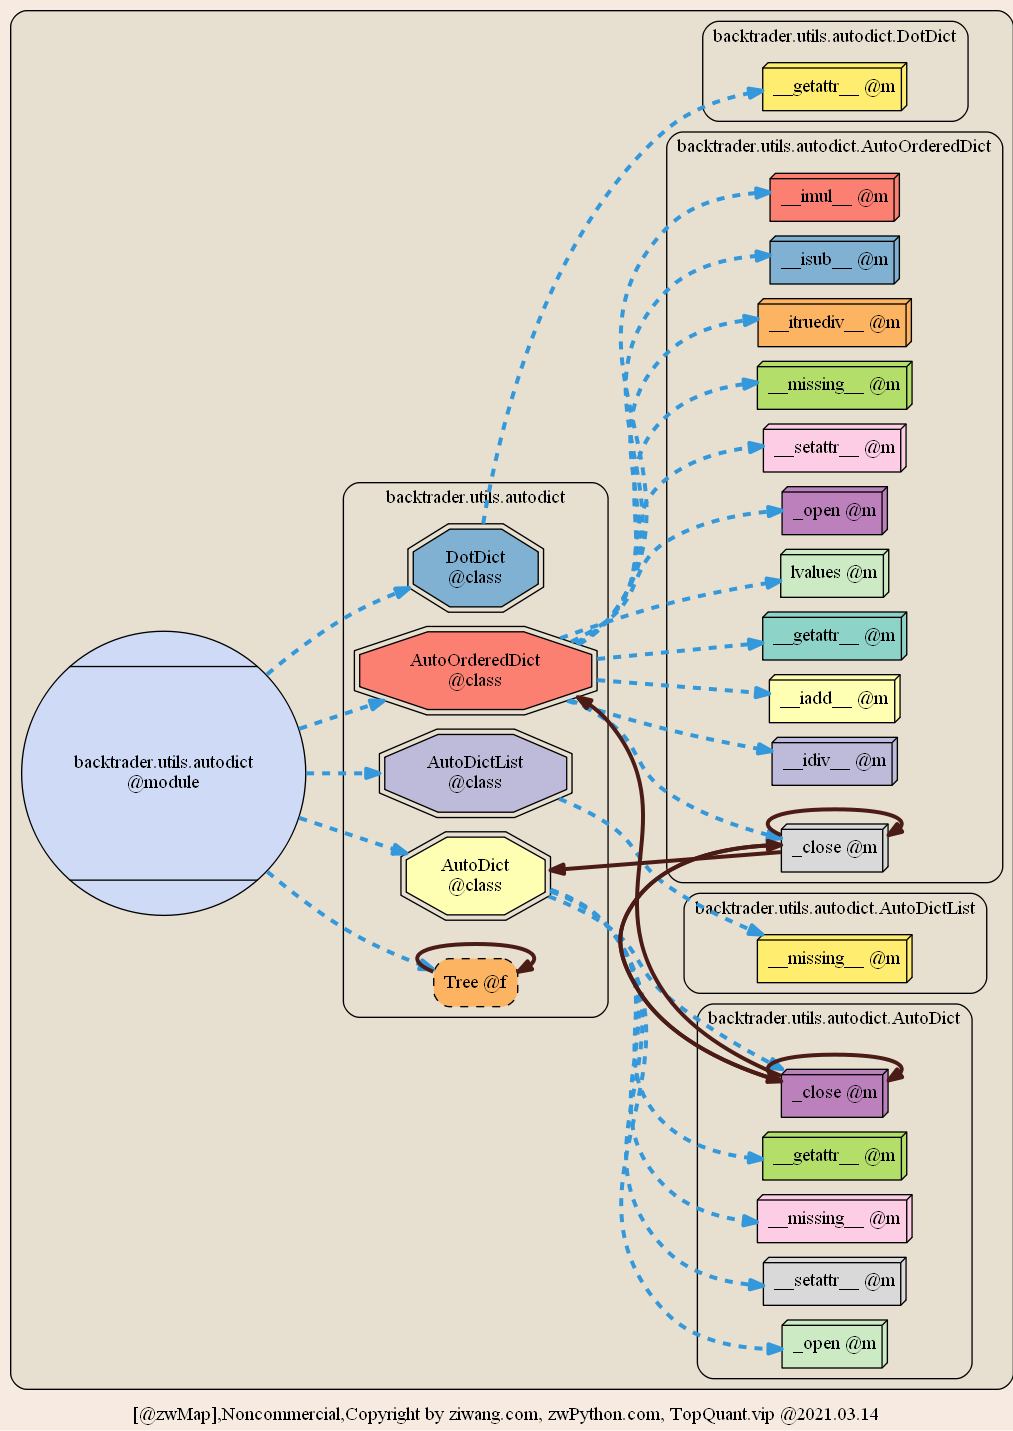 backtrader.utils.autodict.DotDict
__getattr__ @m
backtrader.utils.autodict.AutoOrderedDict
__imul__ @m
__isub__ @m
__itruediv__ @m
__missing__ @m
__setattr__ @m
_open @m
lvalues @m
__getattr__ @m
__iadd__ @m
__idiv__ @m
_close @m
backtrader.utils.autodict
DotDict
@class
AutoOrderedDict
@class
AutoDictList
@class
AutoDict
@class
Tree @f
backtrader.utils.autodict
@module
backtrader.utils.autodict.AutoDictList
__missing__ @m
backtrader.utils.autodict.AutoDict
_close @m
__getattr__ @m
__missing__ @m
__setattr__ @m
_open @m
[@zwMap],Noncommercial,Copyright by ziwang.com, zwPython.com, TopQuant.vip @2021.03.14